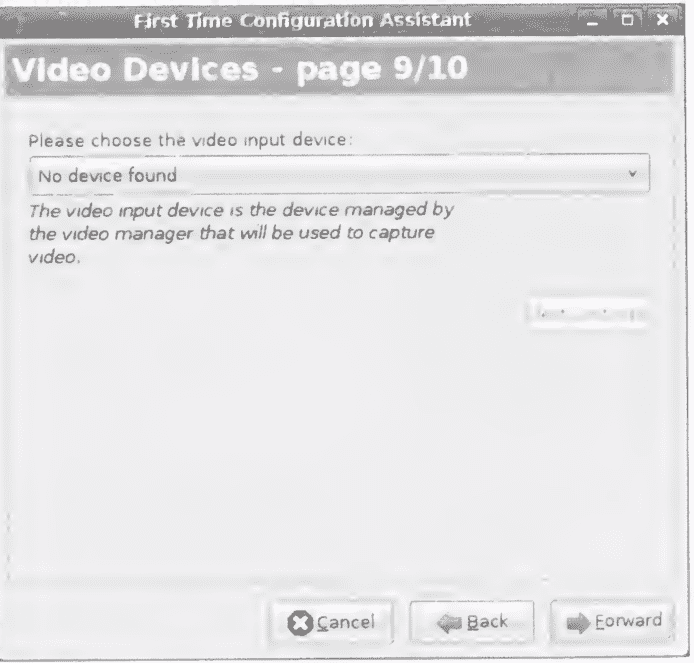 First Time Configuration Assistant
Video Devices - page 9/10
Please choose the video input device:
No device found
The video input device is the device managed by
the video manager that will be used to capture
video.
Cancel
Back
Forward